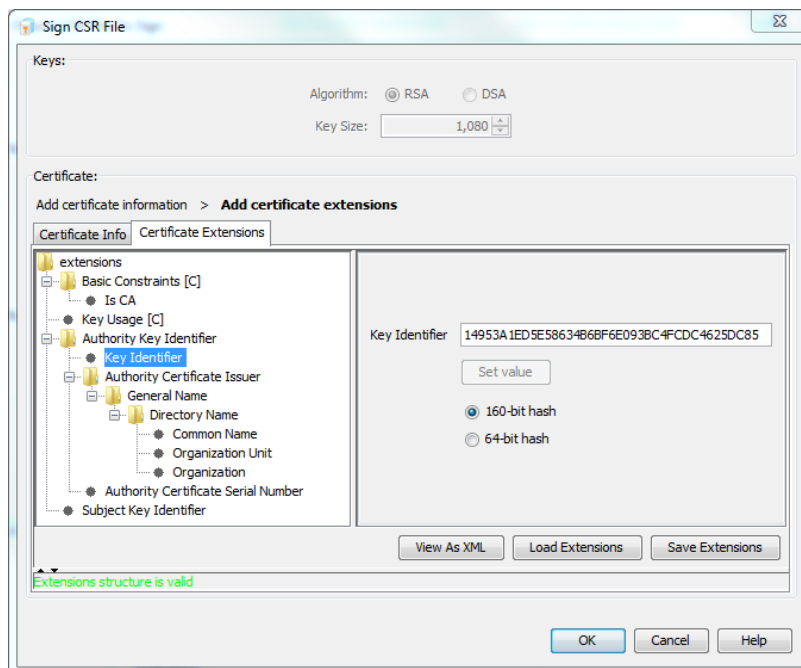 Sign CSR File
Keys:
Algorithm: RSA DSA
Key Size: 1,080
Certificate:
Add certificate information > Add certificate extensions
Certificate Info Certificate Extensions
extensions
Basic Constraints [C]
Is CA
Key Usage [C]
Authority Key Identifier
Key Identifier
Authority Certificate Issuer
General Name
Directory Name
Common Name
Organization Unit
Organization
Authority Certificate Serial Number
Subject Key Identifier
Key Identifier 14953A1ED5E58634B6BF6E093BC4FCDC4625DC85
Set value
160-bit hash
64-bit hash
View As XML Load Extensions Save Extensions
Extensions structure is valid
OK Cancel Help